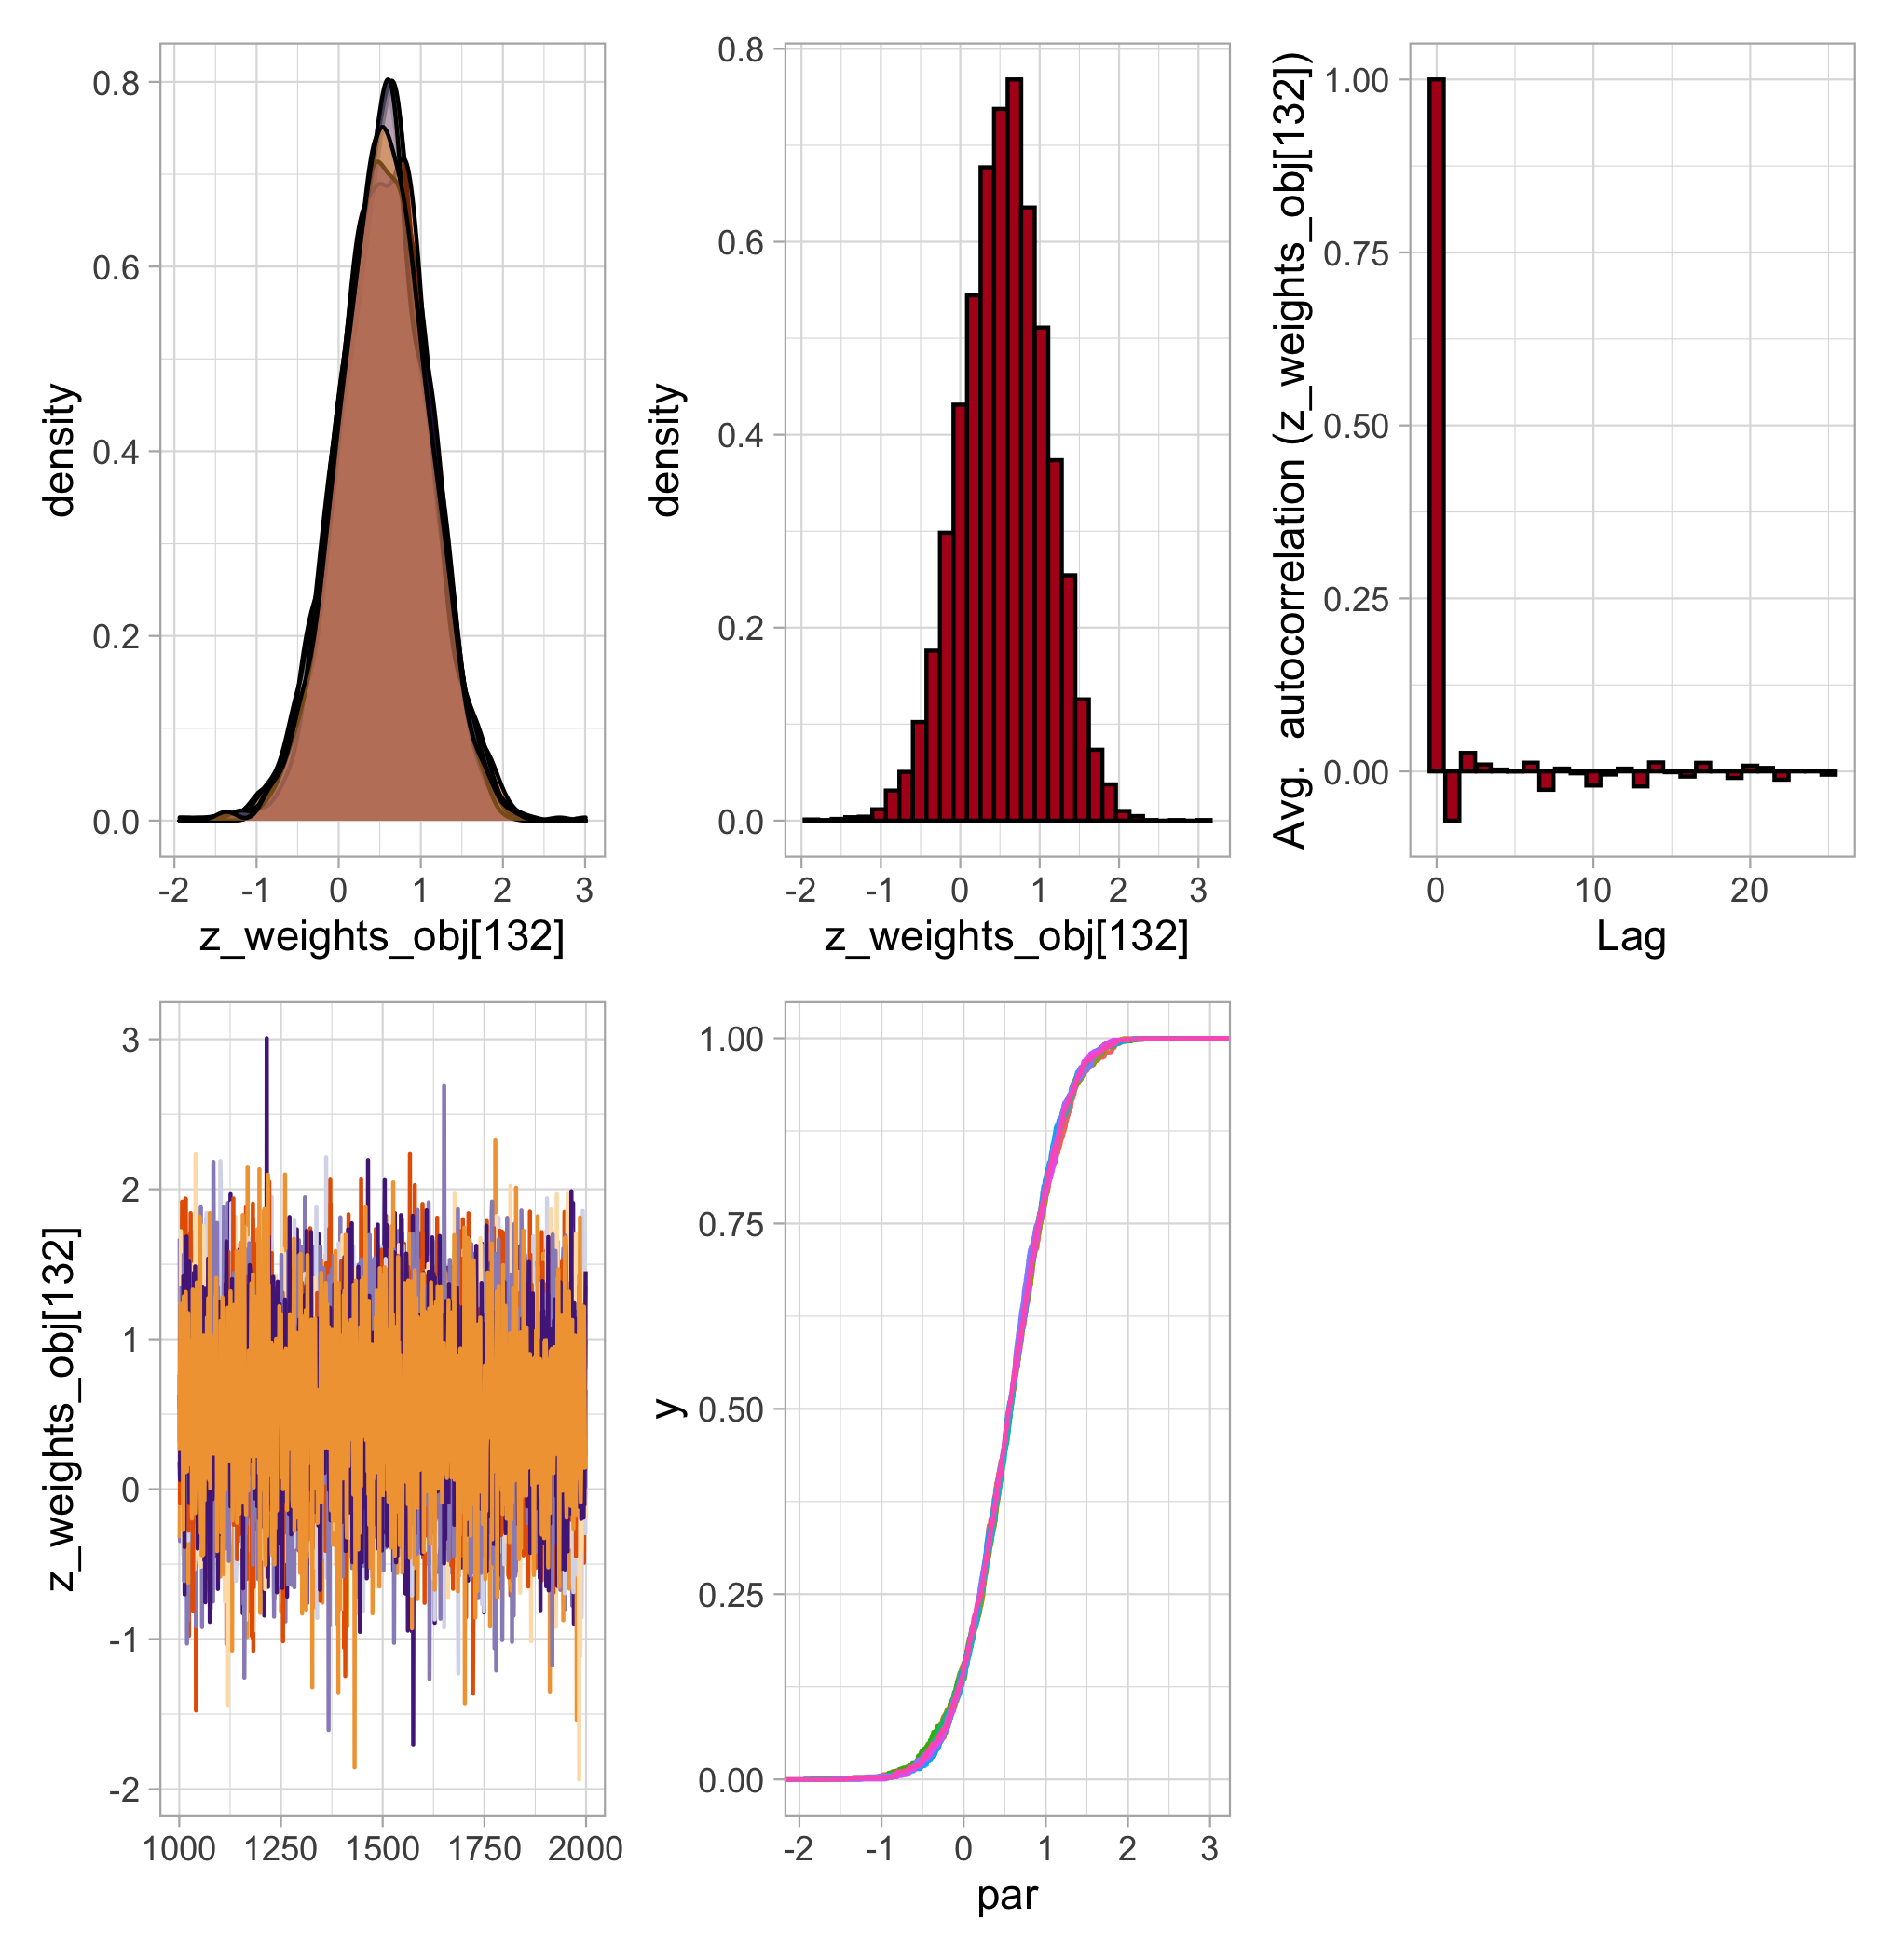 density
0.8
0.6
0.4
0.2
0.0
-2 -1 0 1 2 3
z_weights_obj[132]
density
0.8
0.6
0.4
0.2
0.0
-2 -1 0 1 2 3
z_weights_obj[132]
Avg. autocorrelation (z_weights_obj[132])
1.00
0.75
0.50
0.25
0.00
0 10 20
Lag
z_weights_obj[132]
3
2
1
0
-1
-2
1000 1250 1500 1750 2000
y
1.00
0.75
0.50
0.25
0.00
-2 -1 0 1 2 3
par